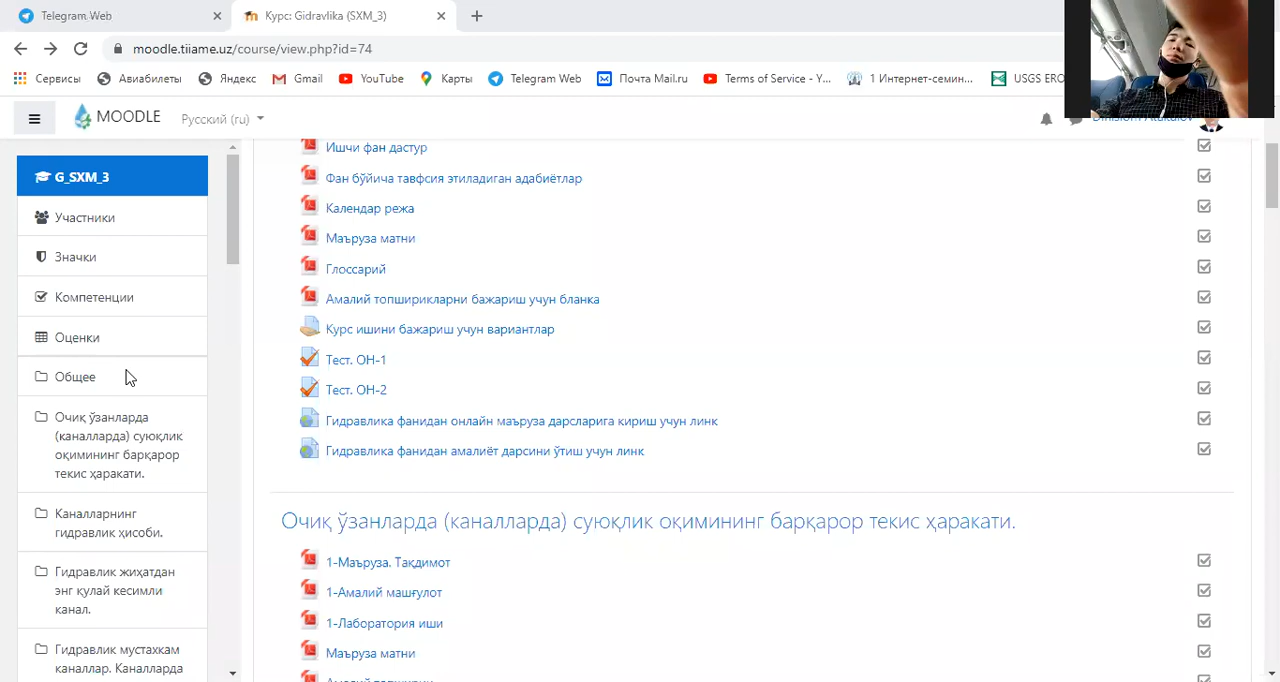 Telegram Web
Курс: Gidravlika (SXM_3)
moodle.tiiame.uz/course/view.php?id=74
Сервисы
Авиабилеты
Яндекс
Gmail
YouTube
Карты
Telegram Web
Почта Mail.ru
Terms of Service - Y...
1 Интернет-семин...
USGS ERO
MOODLE
Русский (ru)
G_SXM_3
Участники
Значки
Компетенции
Оценки
Общее
Очиқ ўзанларда
(каналларда) суюқлик
оқимининг барқарор
текис ҳаракати.
Каналларнинг
гидравлик ҳисоби.
Гидравлик жиҳатдан
энг қулай кесимли
канал.
Гидравлик мустахкам
каналлар. Каналларда
Ишчи фан дастур
Фан бўйича тавфсия этиладиган адабиётлар
Календар режа
Маъруза матни
Глоссарий
Амалий топширикларни бажариш учун бланка
Курс ишини бажариш учун вариантлар
Тест. ОН-1
Тест. ОН-2
Гидравлика фанидан онлайн маъруза дарсларига кириш учун линк
Гидравлика фанидан амалиёт дарсини ўтиш учун линк
Очиқ ўзанларда (каналларда) суюқлик оқимининг барқарор текис ҳаракати.
1-Маъруза. Тақдимот
1-Амалий машғулот
1-Лаборатория иши
Маъруза матни